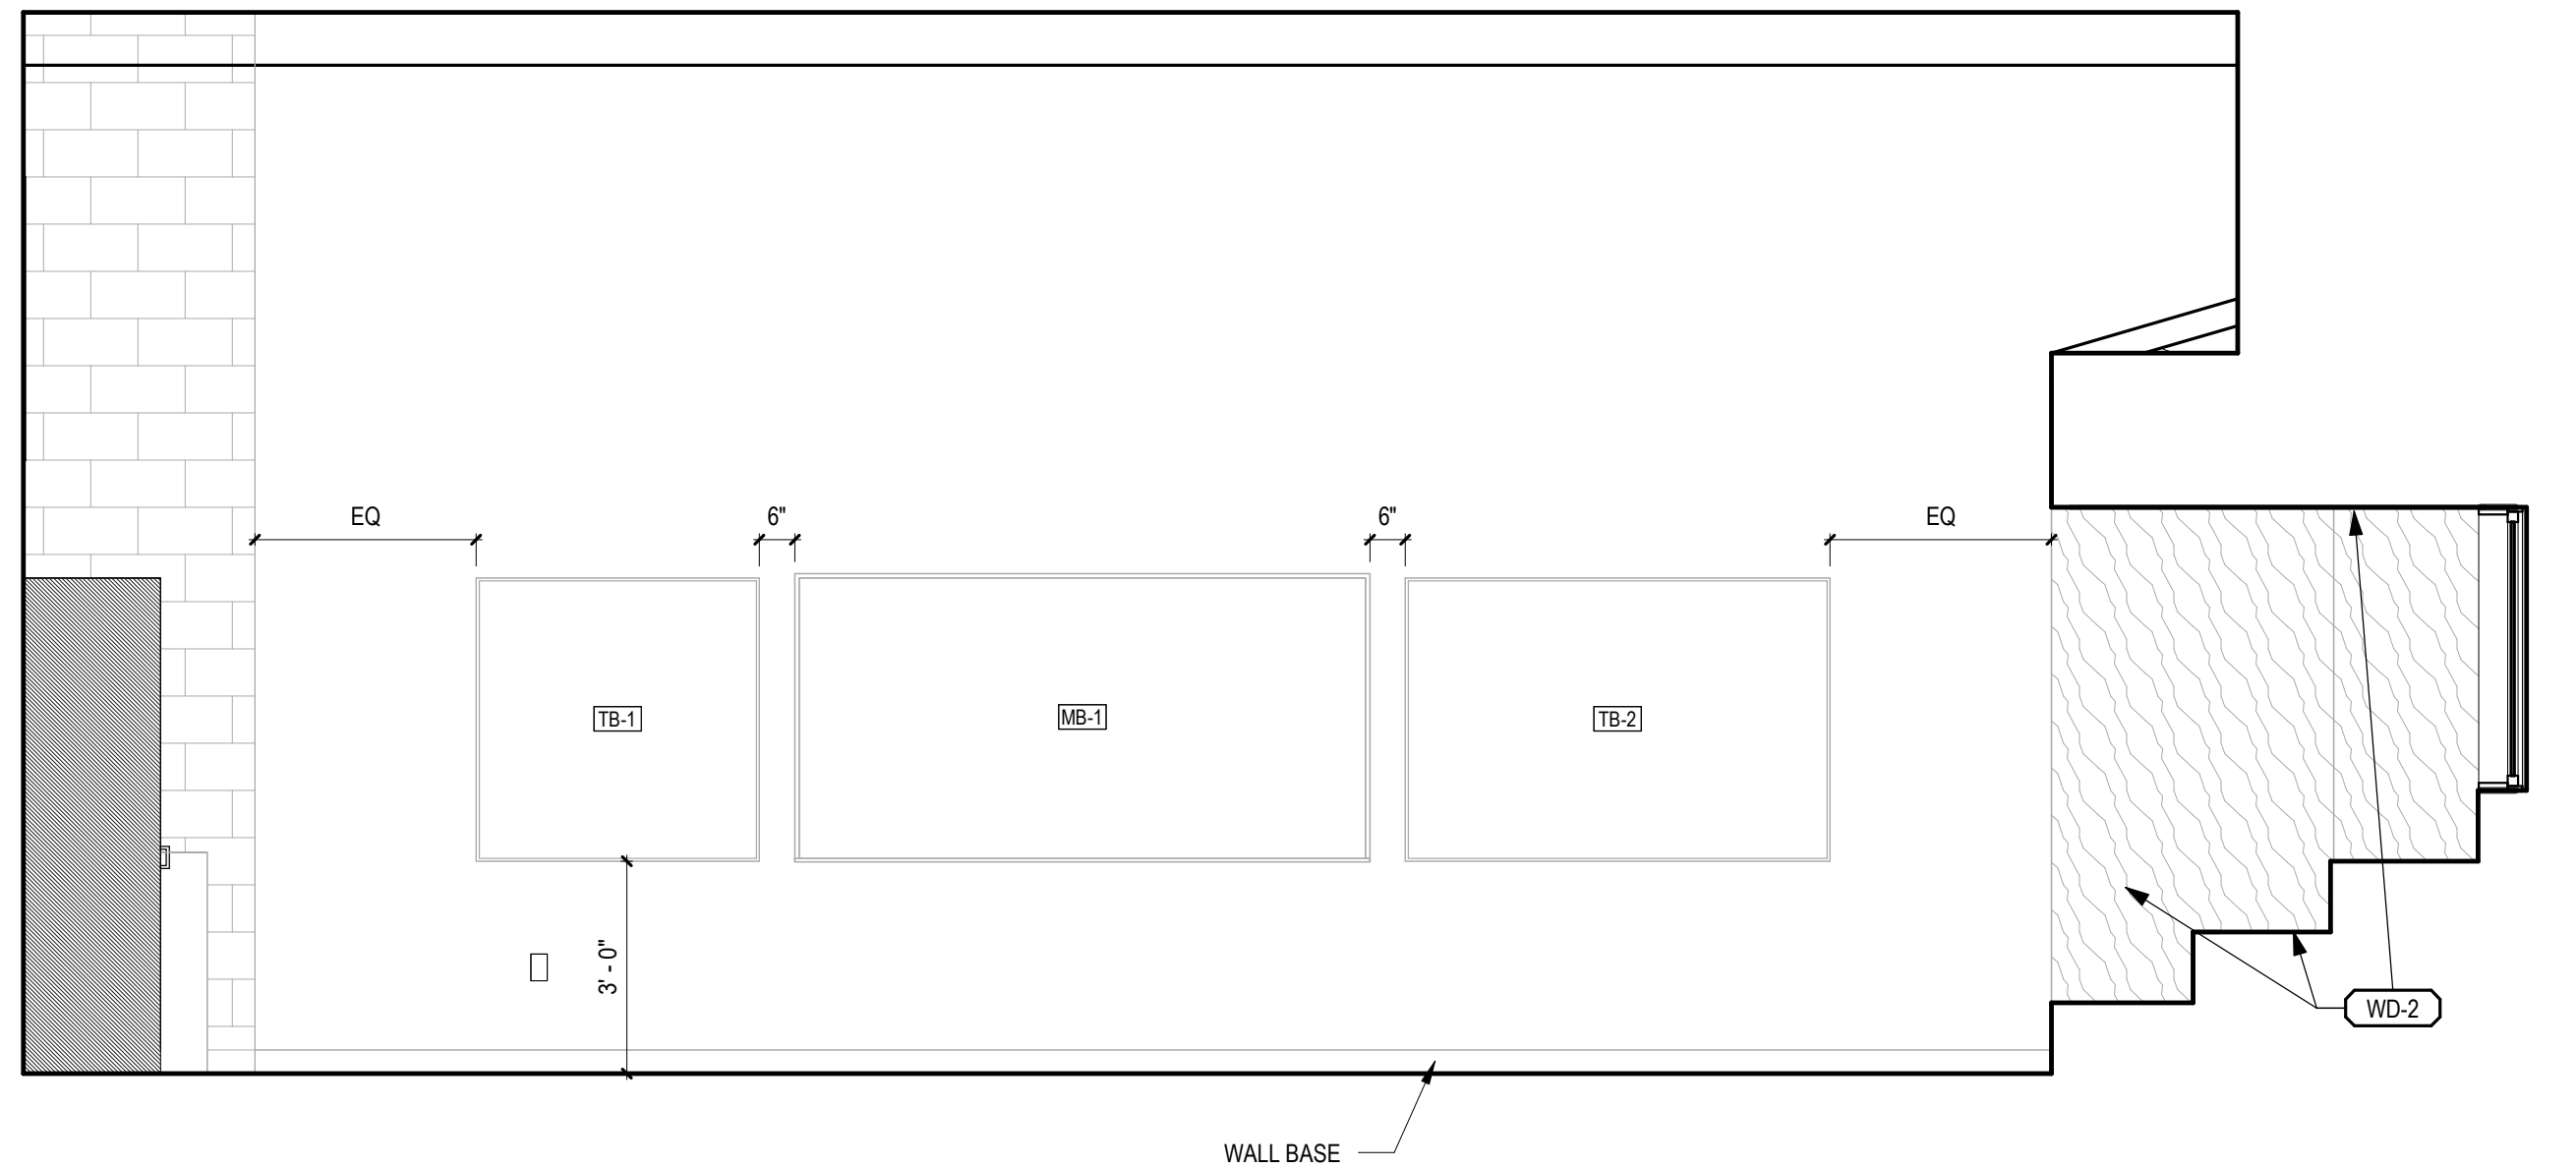 EQ
6"
6"
EQ
TB-1
MB-1
TB-2
3' - 0"
WD-2
WALL BASE